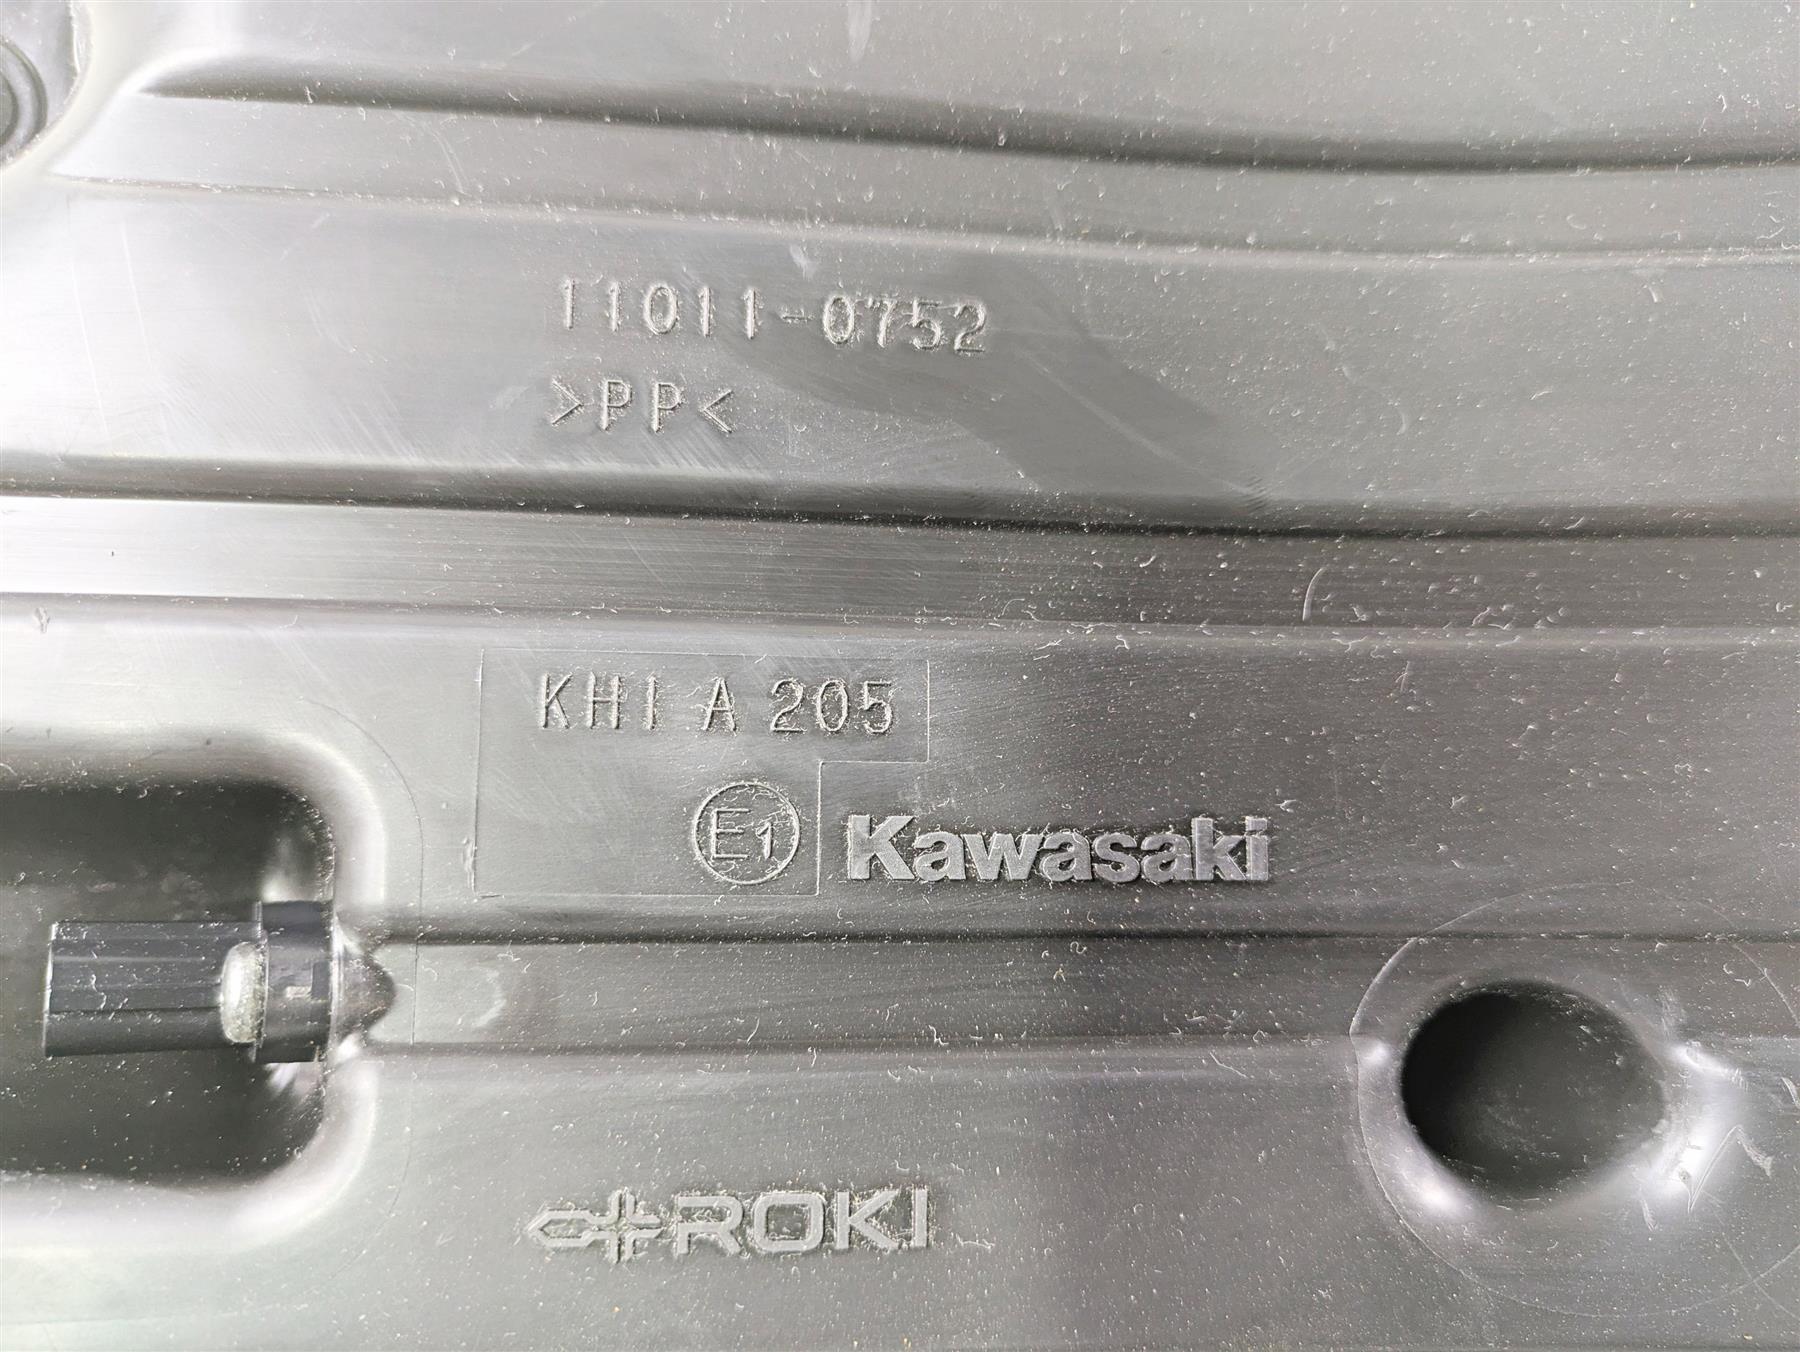 11011-0752
>PP<
KHI A 205
E1
Kawasaki
ROKI